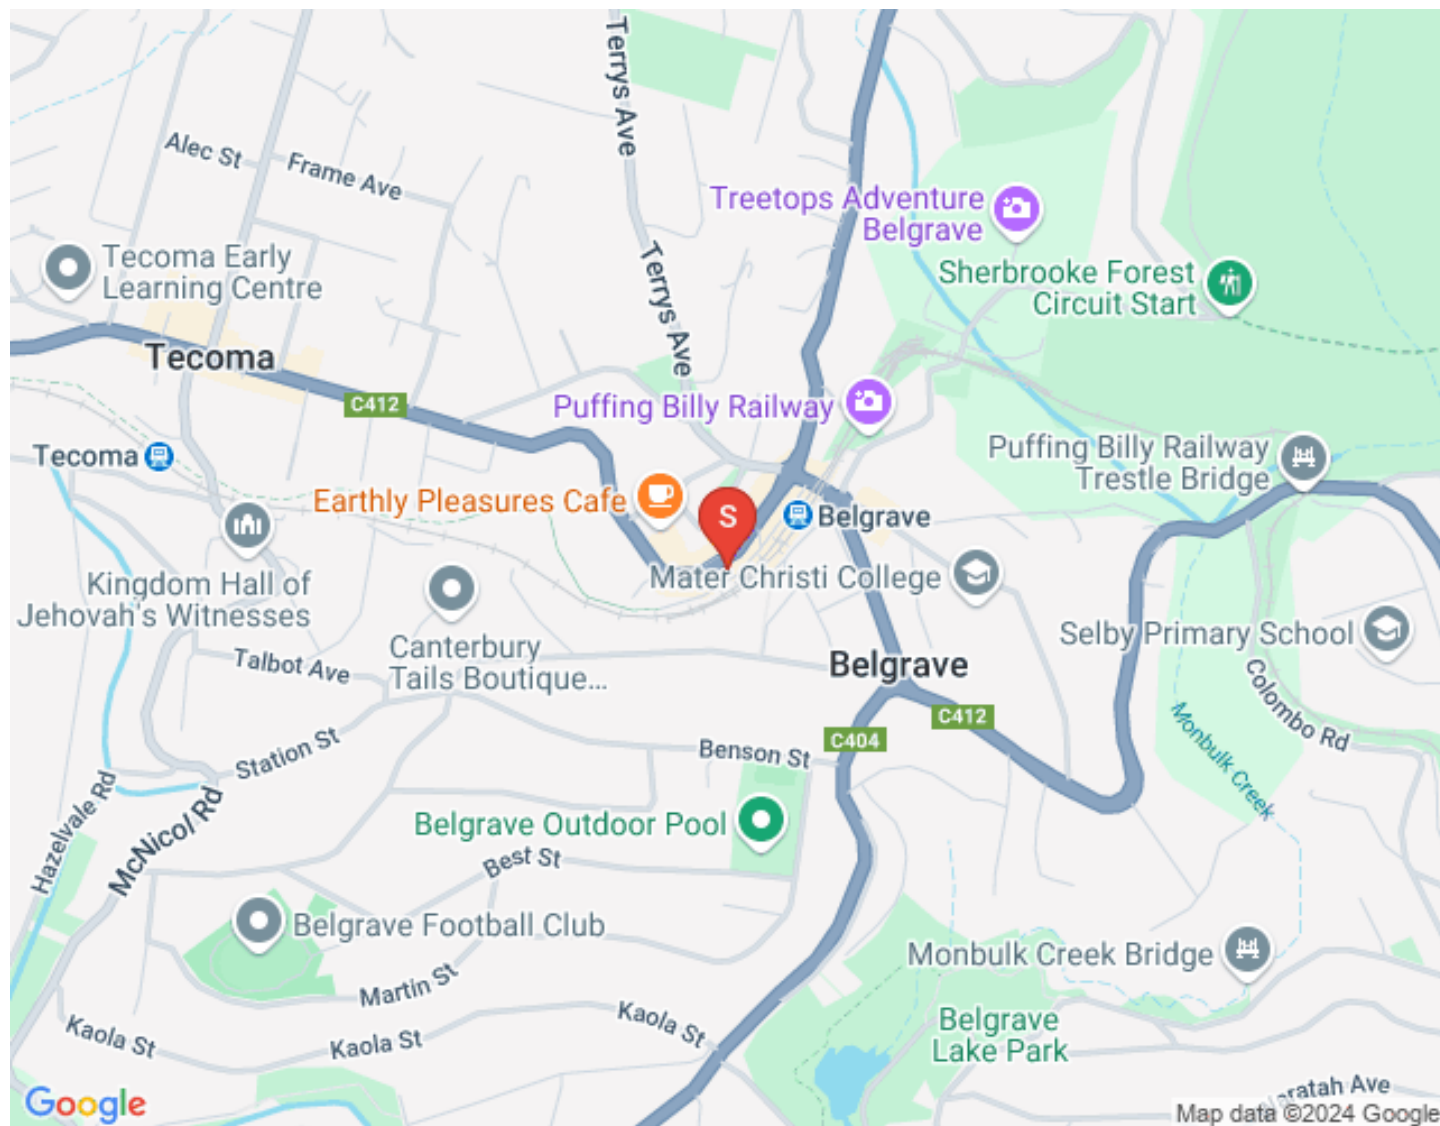 Terrys Ave
Alec St
Frame Ave
Treetops Adventure
Belgrave
Tecoma Early
Learning Centre
Terrys Ave
Sherbrooke Forest
Circuit Start
Tecoma
C412
Puffing Billy Railway
Tecoma
Puffing Billy Railway
Trestle Bridge
Earthly Pleasures Cafe
S
Belgrave
Kingdom Hall of
Jehovah's Witnesses
Mater Christi College
Canterbury
Tails Boutique...
Selby Primary School
Talbot Ave
Belgrave
Colombo Rd
C412
C404
Monbulk Creek
Station St
Benson St
Hazelvale Rd
McNicol Rd
Belgrave Outdoor Pool
Best St
Belgrave Football Club
Monbulk Creek Bridge
Martin St
Kaola St
Kaola St
Kaola St
Belgrave
Lake Park
Ave
Google
Map data ©2024 Google